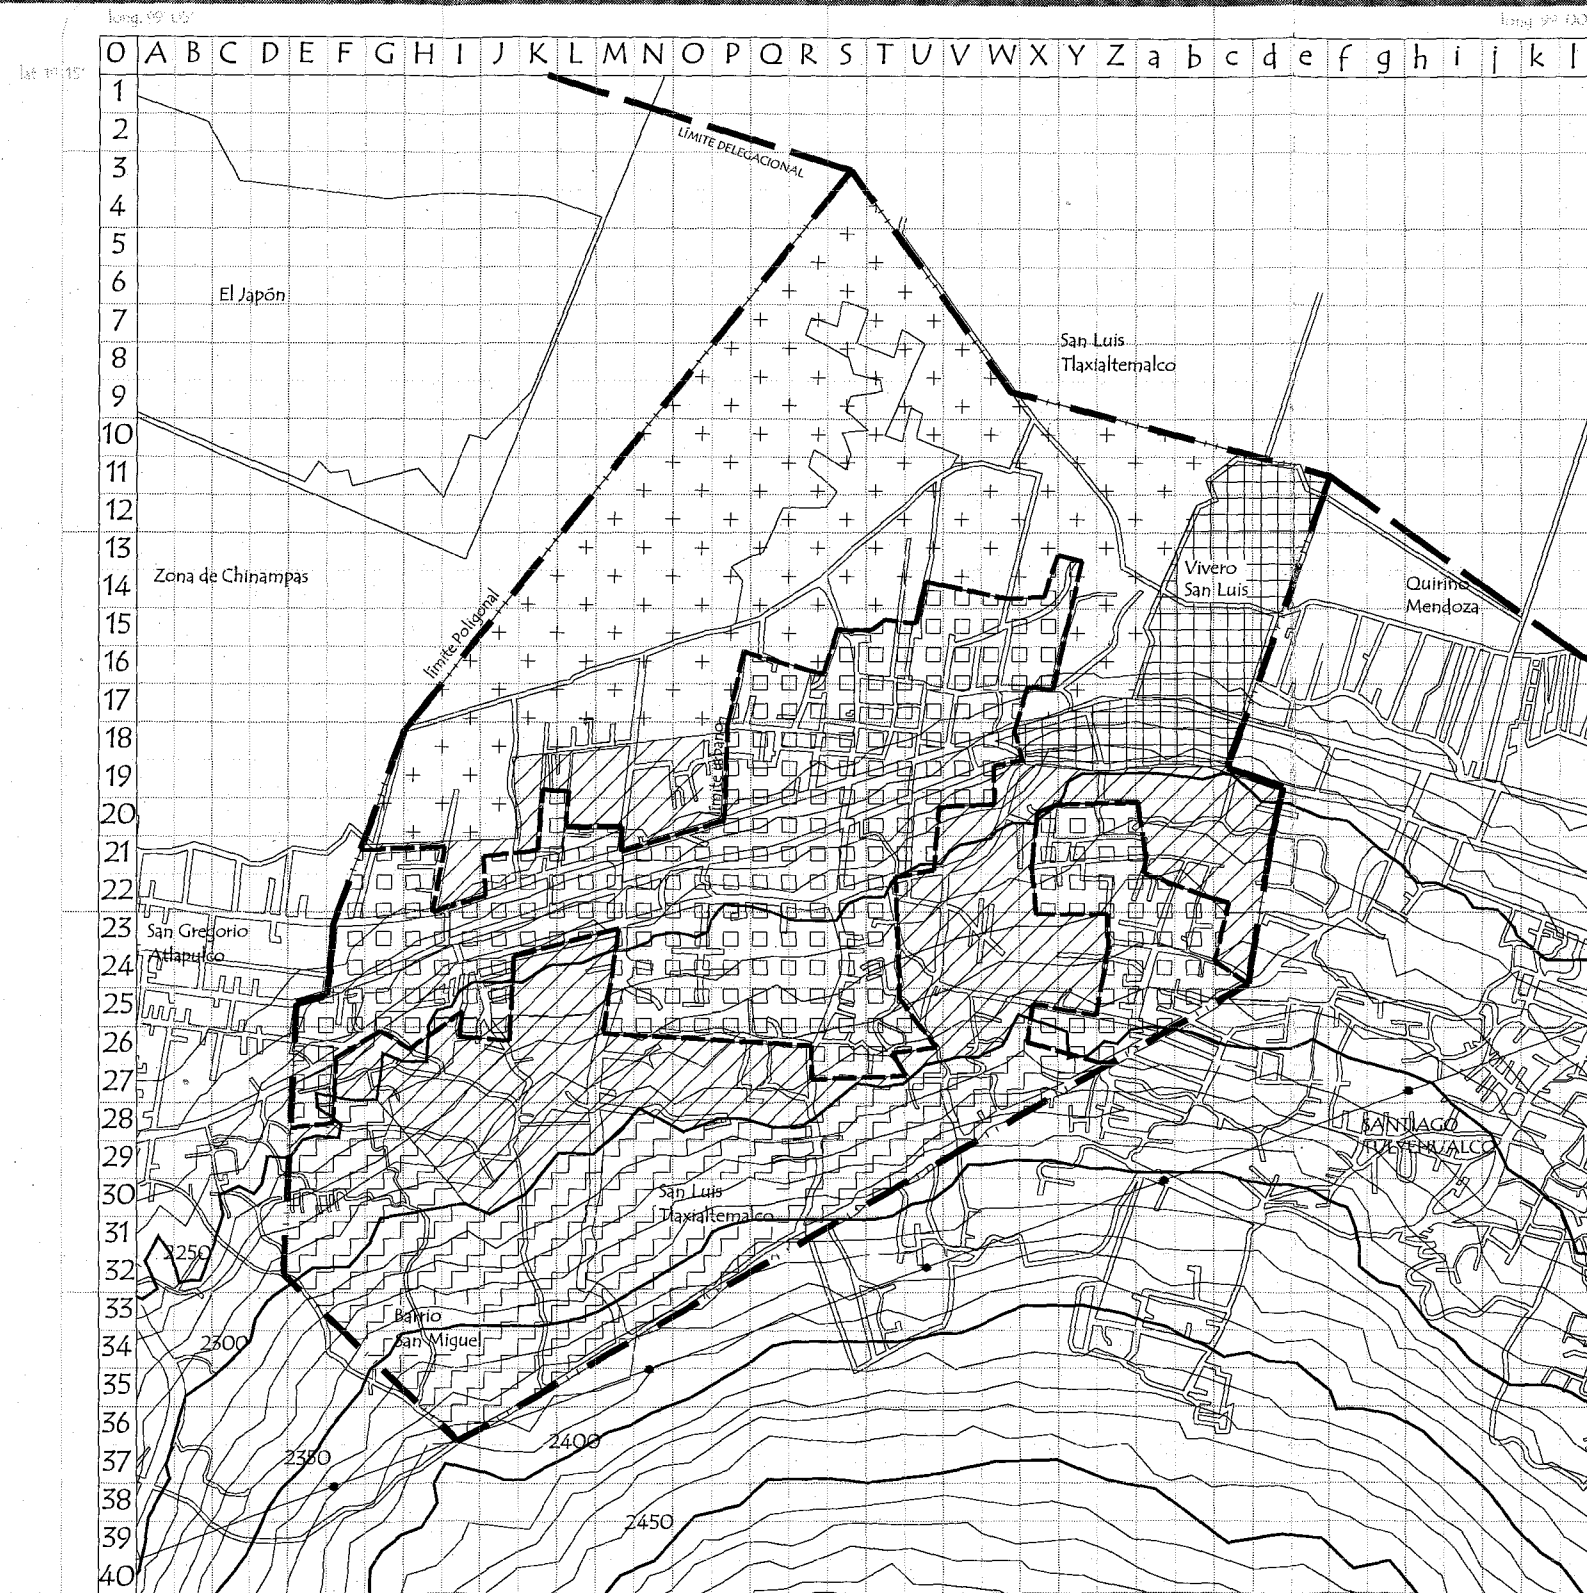 long. 99° 05'
long. 99° 00'
lat. 19° 15'
0 A B C D E F G H I J K L M N O P Q R S T U V W X Y Z a b c d e f g h i j k l
1
2
3
4
5
6
7
8
9
10
11
12
13
14
15
16
17
18
19
20
21
22
23
24
25
26
27
28
29
30
31
32
33
34
35
36
37
38
39
40
LÍMITE DELEGACIONAL
El Japón
San Luis
Tlaxialtemalco
Zona de Chinampas
límite Poligonal
Vivero
San Luis
Quirino
Mendoza
límite Barrio
San Gregorio
Atlapulco
SANTIAGO
TULYEHUALCO
San Luis
Tlaxialtemalco
2250
Barrio
San Miguel
2300
2350
2400
2450